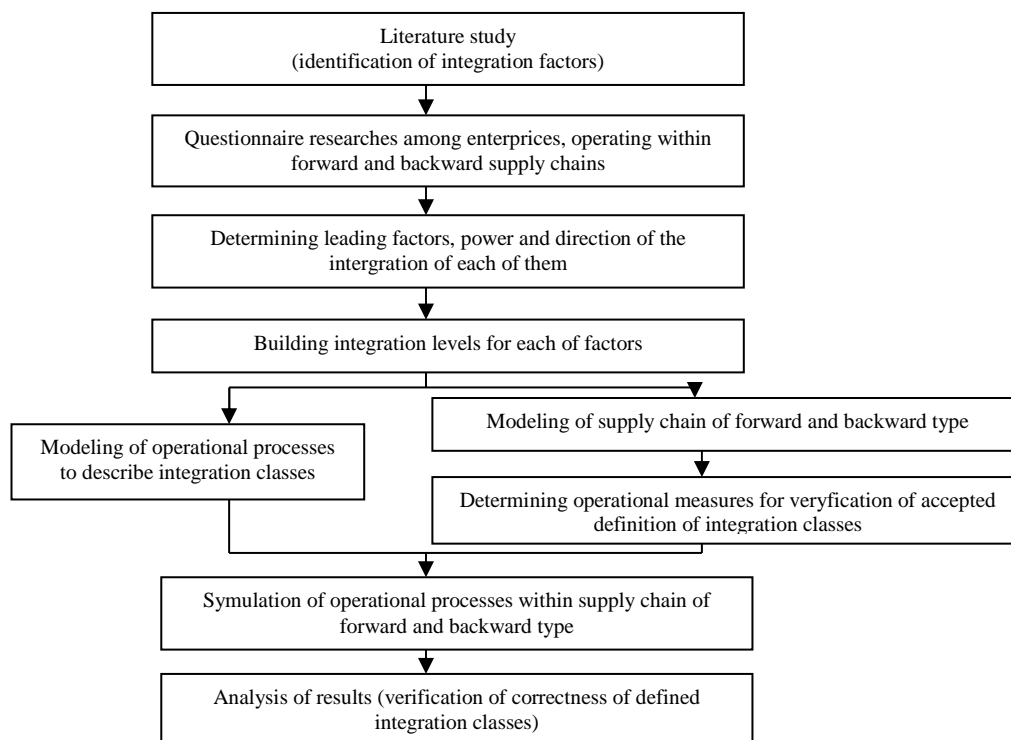 Literature study
(identification of integration factors)
Questionnaire researches among enterprices, operating within
forward and backward supply chains
Determining leading factors, power and direction of the
intergration of each of them
Building integration levels for each of factors
Modeling of operational processes
to describe integration classes
Modeling of supply chain of forward and backward type
Determining operational measures for veryfication of accepted
definition of integration classes
Symulation of operational processes within supply chain of
forward and backward type
Analysis of results (verification of correctness of defined
integration classes)